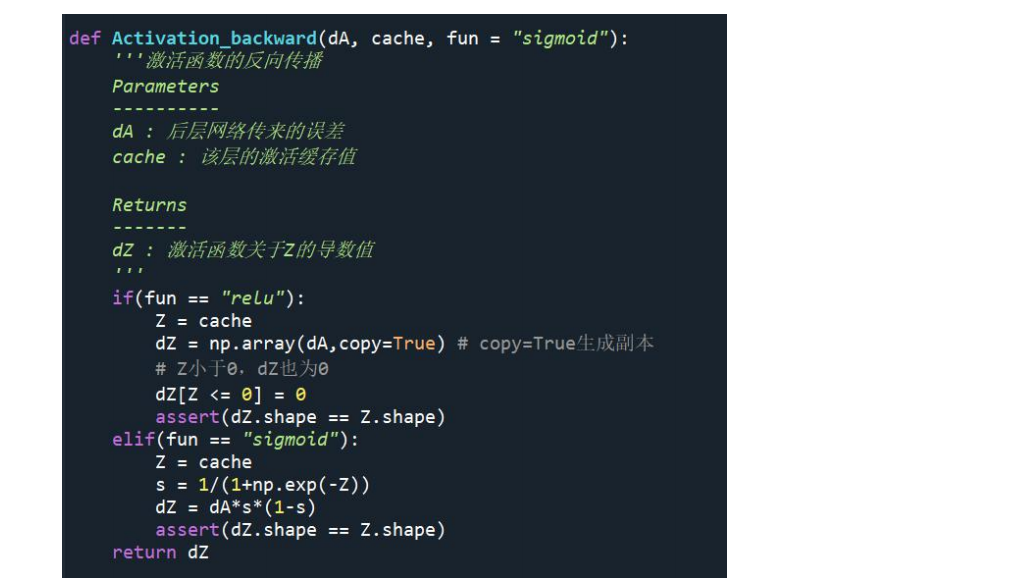 def Activation_backward(dA, cache, fun = "sigmoid"):
    '''激活函数的反向传播
    Parameters
    ----------
    dA : 后层网络传来的误差
    cache : 该层的激活缓存值
    Returns
    -------
    dZ : 激活函数关于Z的导数值
    '''
    if(fun == "relu"):
        Z = cache
        dZ = np.array(dA,copy=True) # copy=True生成副本
        # Z小于0，dZ也为0
        dZ[Z <= 0] = 0
        assert(dZ.shape == Z.shape)
    elif(fun == "sigmoid"):
        Z = cache
        s = 1/(1+np.exp(-Z))
        dZ = dA*s*(1-s)
        assert(dZ.shape == Z.shape)
    return dZ